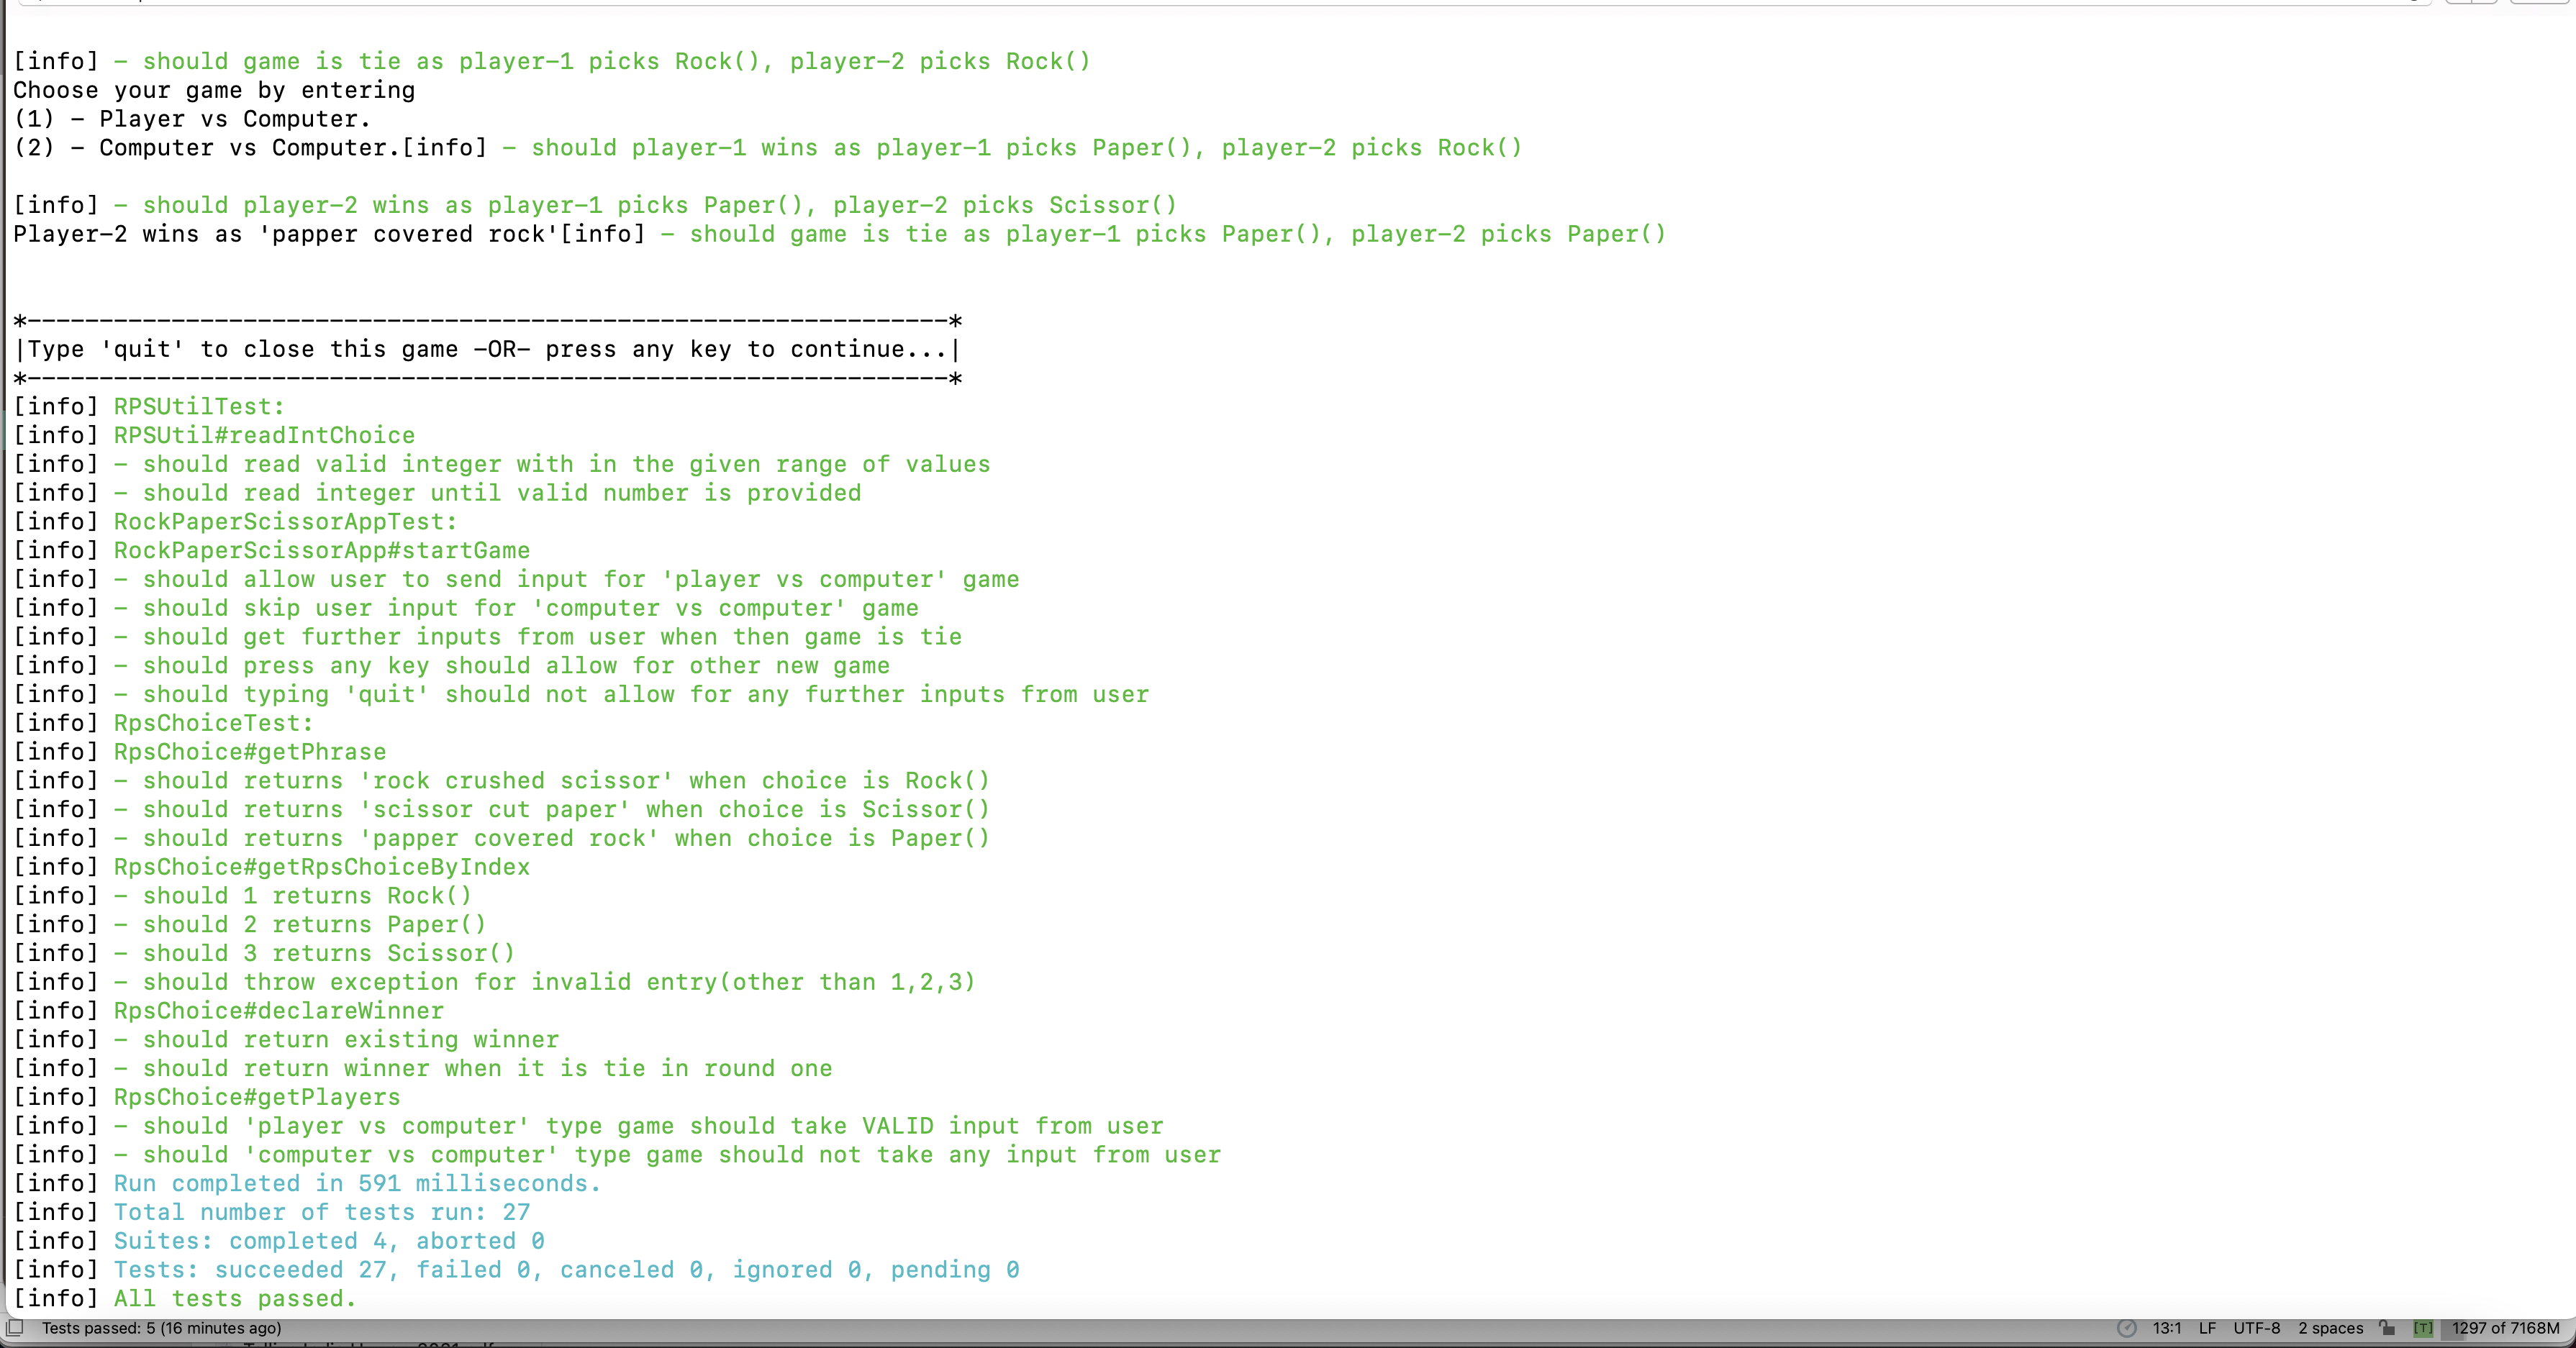 [info] - should game is tie as player-1 picks Rock(), player-2 picks Rock()
Choose your game by entering
(1) - Player vs Computer.
(2) - Computer vs Computer.[info] - should player-1 wins as player-1 picks Paper(), player-2 picks Rock()
[info] - should player-2 wins as player-1 picks Paper(), player-2 picks Scissor()
Player-2 wins as 'papper covered rock'[info] - should game is tie as player-1 picks Paper(), player-2 picks Paper()
*----------------------------------------------------------------*
|Type 'quit' to close this game -OR- press any key to continue...|
*----------------------------------------------------------------*
[info] RPSUtilTest:
[info] RPSUtil#readIntChoice
[info] - should read valid integer with in the given range of values
[info] - should read integer until valid number is provided
[info] RockPaperScissorAppTest:
[info] RockPaperScissorApp#startGame
[info] - should allow user to send input for 'player vs computer' game
[info] - should skip user input for 'computer vs computer' game
[info] - should get further inputs from user when then game is tie
[info] - should press any key should allow for other new game
[info] - should typing 'quit' should not allow for any further inputs from user
[info] RpsChoiceTest:
[info] RpsChoice#getPhrase
[info] - should returns 'rock crushed scissor' when choice is Rock()
[info] - should returns 'scissor cut paper' when choice is Scissor()
[info] - should returns 'papper covered rock' when choice is Paper()
[info] RpsChoice#getRpsChoiceByIndex
[info] - should 1 returns Rock()
[info] - should 2 returns Paper()
[info] - should 3 returns Scissor()
[info] - should throw exception for invalid entry(other than 1,2,3)
[info] RpsChoice#declareWinner
[info] - should return existing winner
[info] - should return winner when it is tie in round one
[info] RpsChoice#getPlayers
[info] - should 'player vs computer' type game should take VALID input from user
[info] - should 'computer vs computer' type game should not take any input from user
[info] Run completed in 591 milliseconds.
[info] Total number of tests run: 27
[info] Suites: completed 4, aborted 0
[info] Tests: succeeded 27, failed 0, canceled 0, ignored 0, pending 0
[info] All tests passed.
Tests passed: 5 (16 minutes ago) 13:1 LF UTF-8 2 spaces [T] 1297 of 7168M